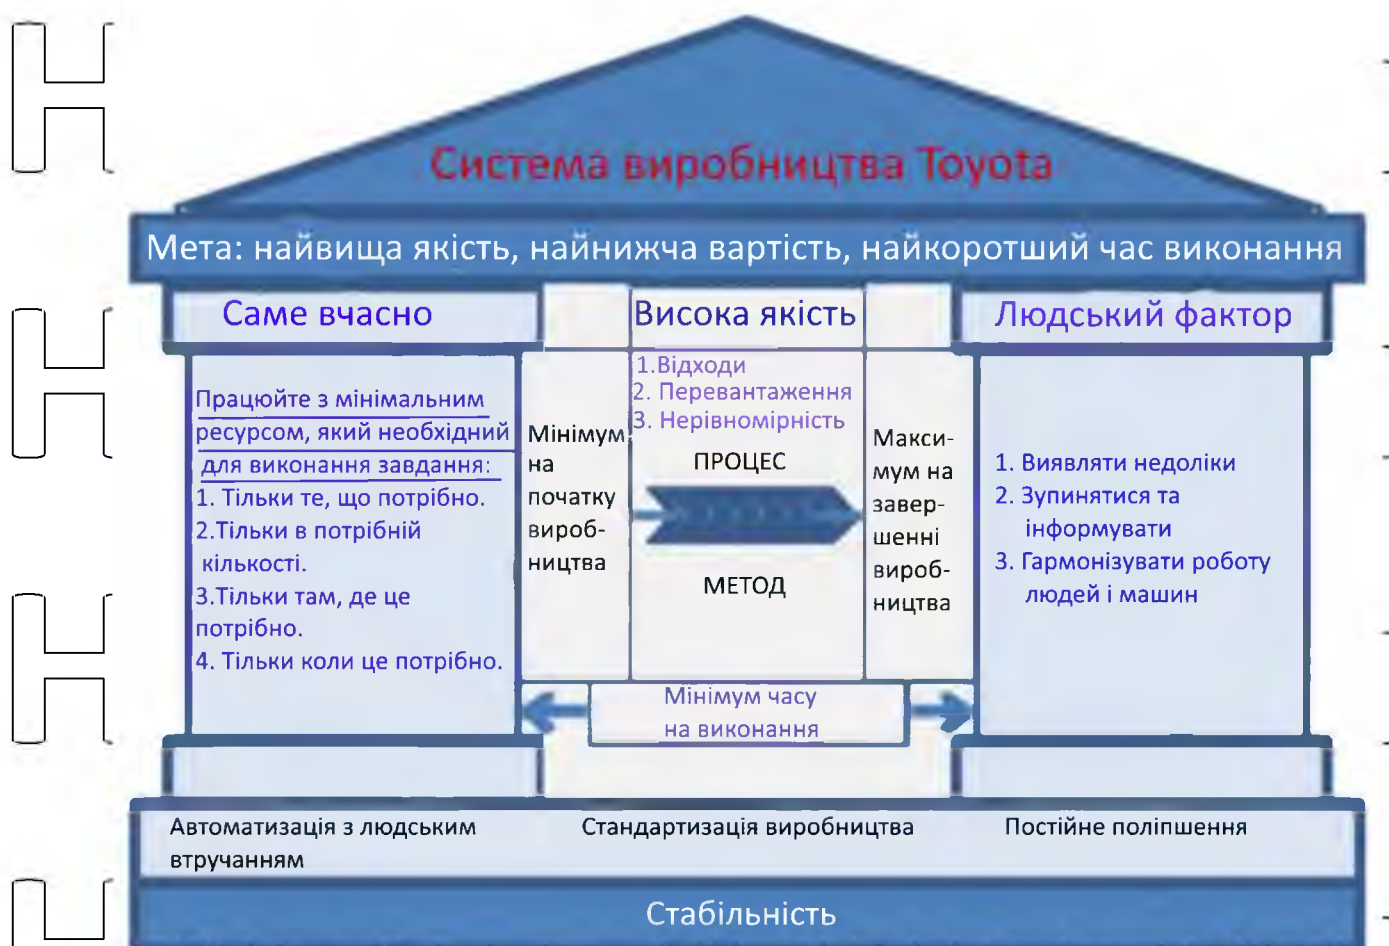 Система виробництва Toyota
Мета: найвища якість, найнижча вартість, найкоротший час виконання
Саме вчасно
Працюйте з мінімальним
ресурсом, який необхідний
для виконання завдання:
1. Тільки те, що потрібно.
2.Тільки в потрібній
кількості.
3.Тільки там, де це
потрібно.
4. Тільки коли це потрібно.
Мінімум
на
початку
вироб-
ництва
Висока якість
1.Відходи
2. Перевантаження
3. Нерівномірність
ПРОЦЕС
МЕТОД
Макси-
мум на
завер-
шенні
вироб-
ництва
Людський фактор
1. Виявляти недоліки
2. Зупинятися та
інформувати
3. Гармонізувати роботу
людей і машин
Мінімум часу
на виконання
Автоматизація з людським
втручанням
Стандартизація виробництва
Постійне поліпшення
Стабільність